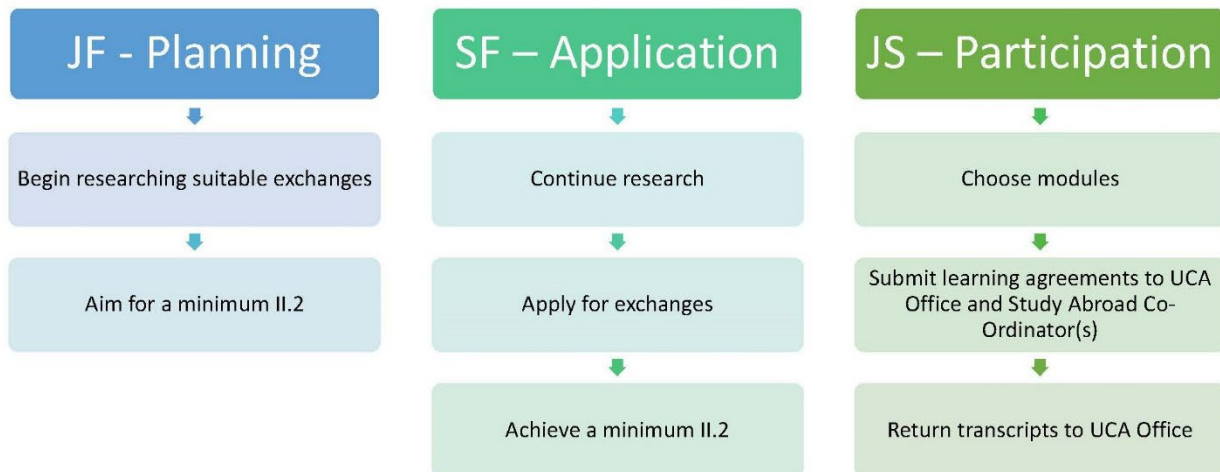 JF - Planning
Begin researching suitable exchanges
Aim for a minimum II.2
SF – Application
Continue research
Apply for exchanges
Achieve a minimum II.2
JS – Participation
Choose modules
Submit learning agreements to UCA
Office and Study Abroad Co-
Ordinator(s)
Return transcripts to UCA Office